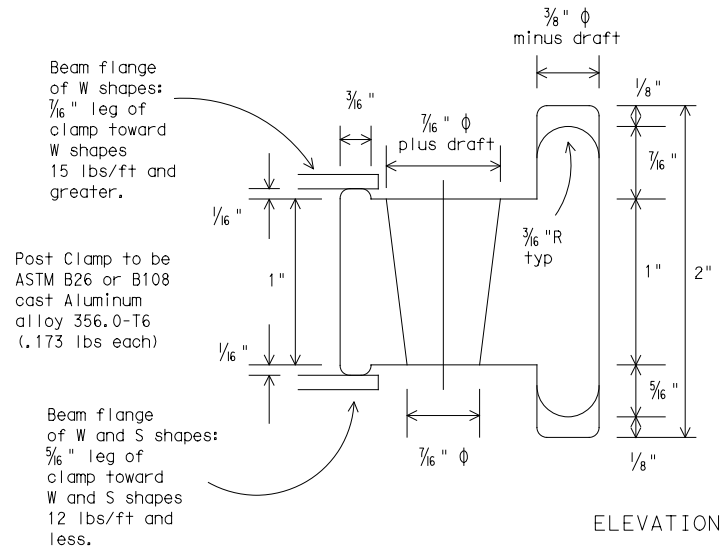 3/8" ϕ
minus draft
Beam flange
of W shapes:
7/16" leg of
clamp toward
W shapes
15 lbs/ft and
greater.
3/16"
7/16" ϕ
plus draft
1/8"
7/16"
1/16"
3/16"R
typ
Post Clamp to be
ASTM B26 or B108
cast Aluminum
alloy 356.0-T6
(.173 lbs each)
1"
1"
2"
1/16"
5/16"
Beam flange
of W and S shapes:
5/16" leg of
clamp toward
W and S shapes
12 lbs/ft and
less.
7/16" ϕ
1/8"
ELEVATION